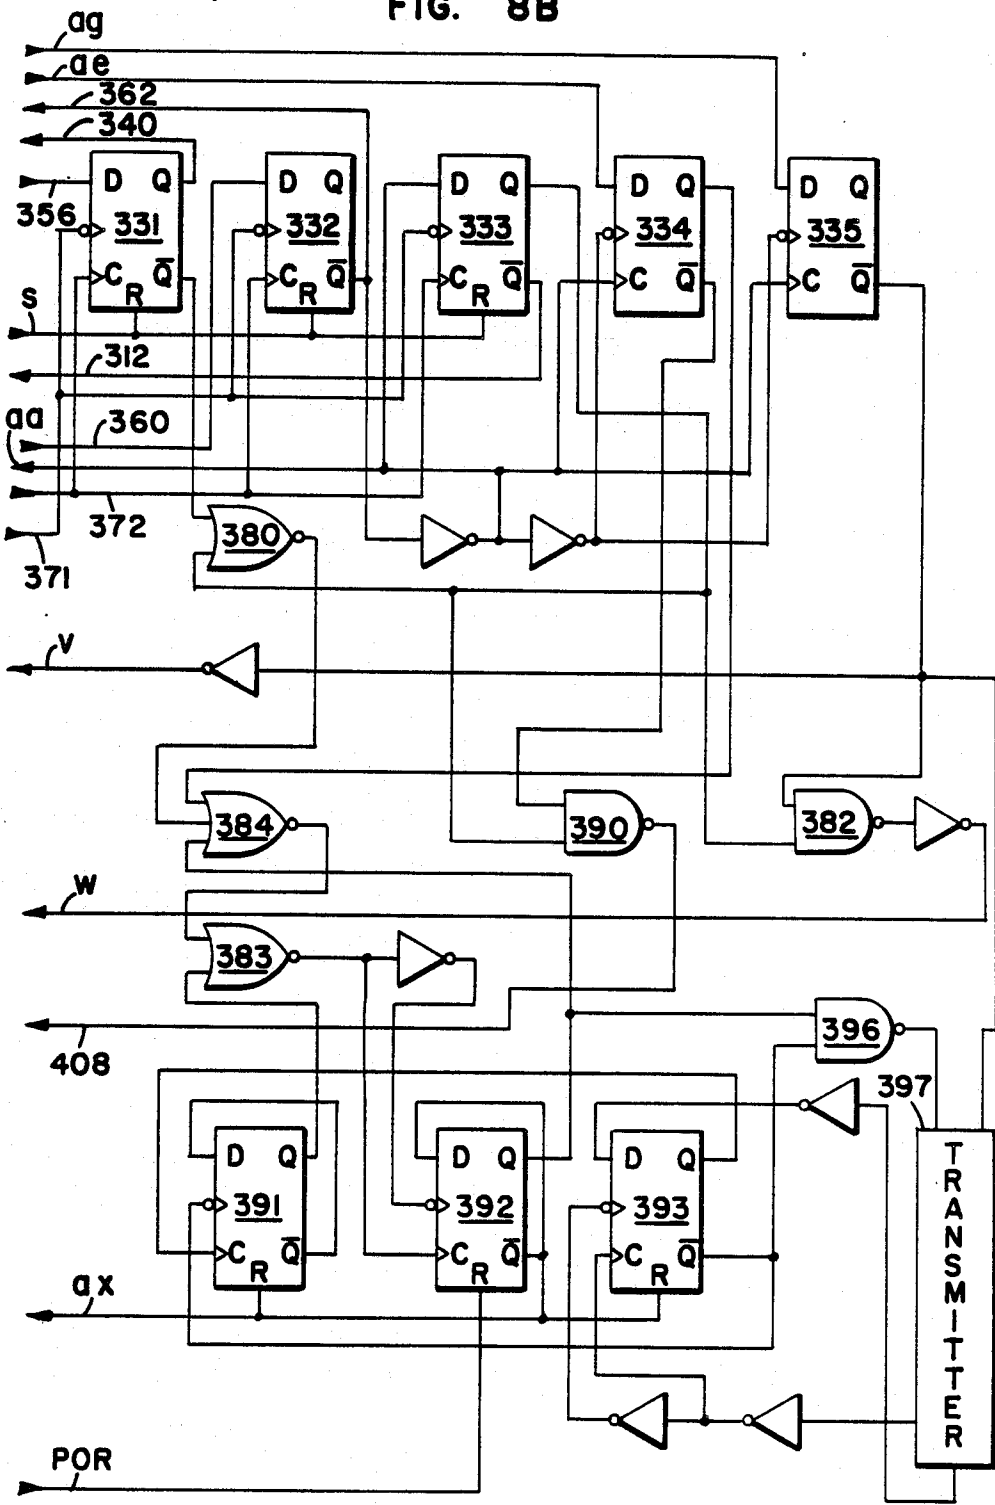 FIG. 8B
ag
ae
362
340
356
D Q
331
C Q̅
R
D Q
332
C Q̅
R
D Q
333
C Q̅
R
D Q
334
C Q̅
D Q
335
C Q̅
S
312
aa
360
372
371
380
V
384
390
382
W
383
408
396
397
D Q
391
C Q̅
R
D Q
392
C Q̅
R
D Q
393
C Q̅
R
TRANSMITTER
ax
POR